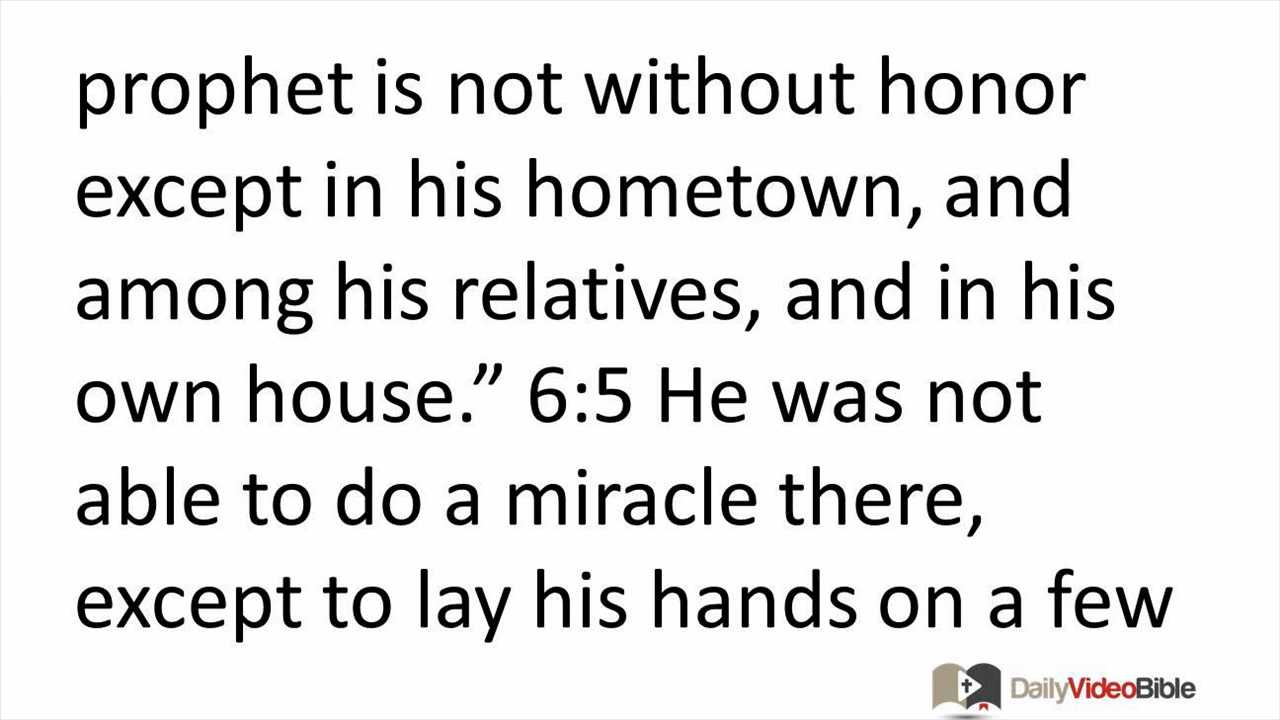 prophet is not without honor
except in his hometown, and
among his relatives, and in his
own house.” 6:5 He was not
able to do a miracle there,
except to lay his hands on a few
DailyVideoBible